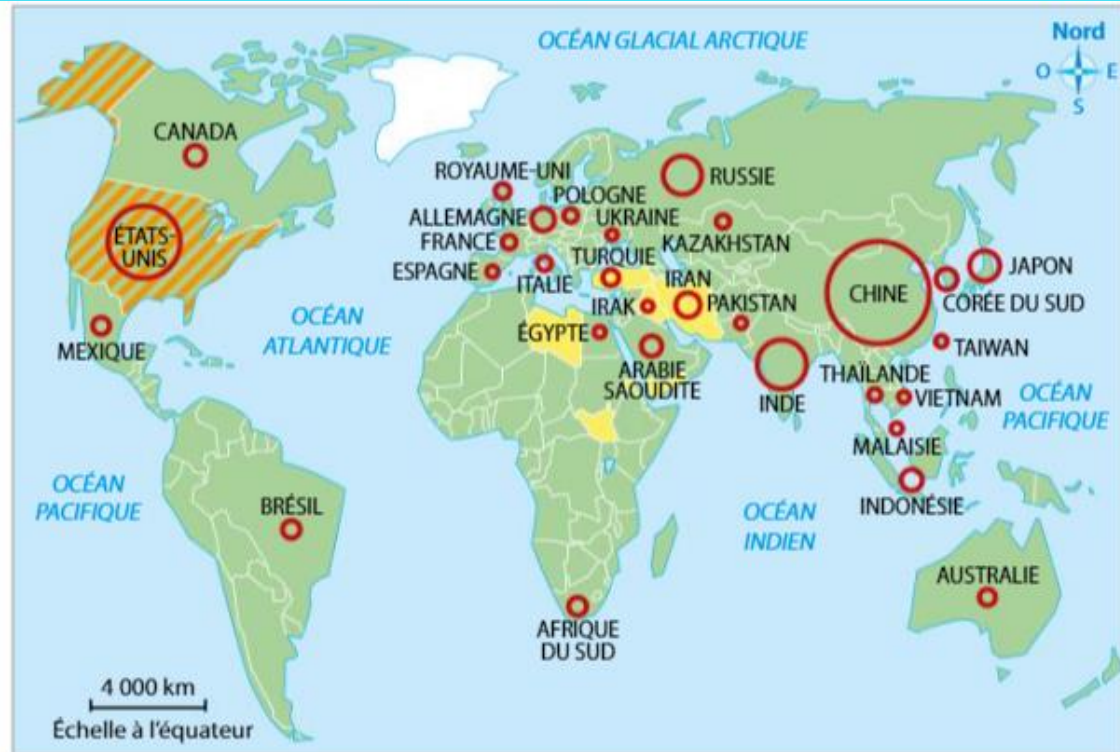 OCÉAN GLACIAL ARCTIQUE
Nord
O
E
S
CANADA
ROYAUME-UNI
POLOGNE
RUSSIE
ALLEMAGNE
UKRAINE
FRANCE
KAZAKHSTAN
ÉTATS-
UNIS
TURQUIE
ESPAGNE
ITALIE
IRAN
JAPON
CHINE
CORÉE DU SUD
IRAK
PAKISTAN
OCÉAN
ATLANTIQUE
MEXIQUE
ÉGYPTE
TAIWAN
ARABIE
SAOUDITE
INDE
THAÏLANDE
VIETNAM
OCÉAN
PACIFIQUE
MALAISIE
OCÉAN
PACIFIQUE
BRÉSIL
INDONÉSIE
OCÉAN
INDIEN
AUSTRALIE
AFRIQUE
DU SUD
4 000 km
Échelle à l'équateur